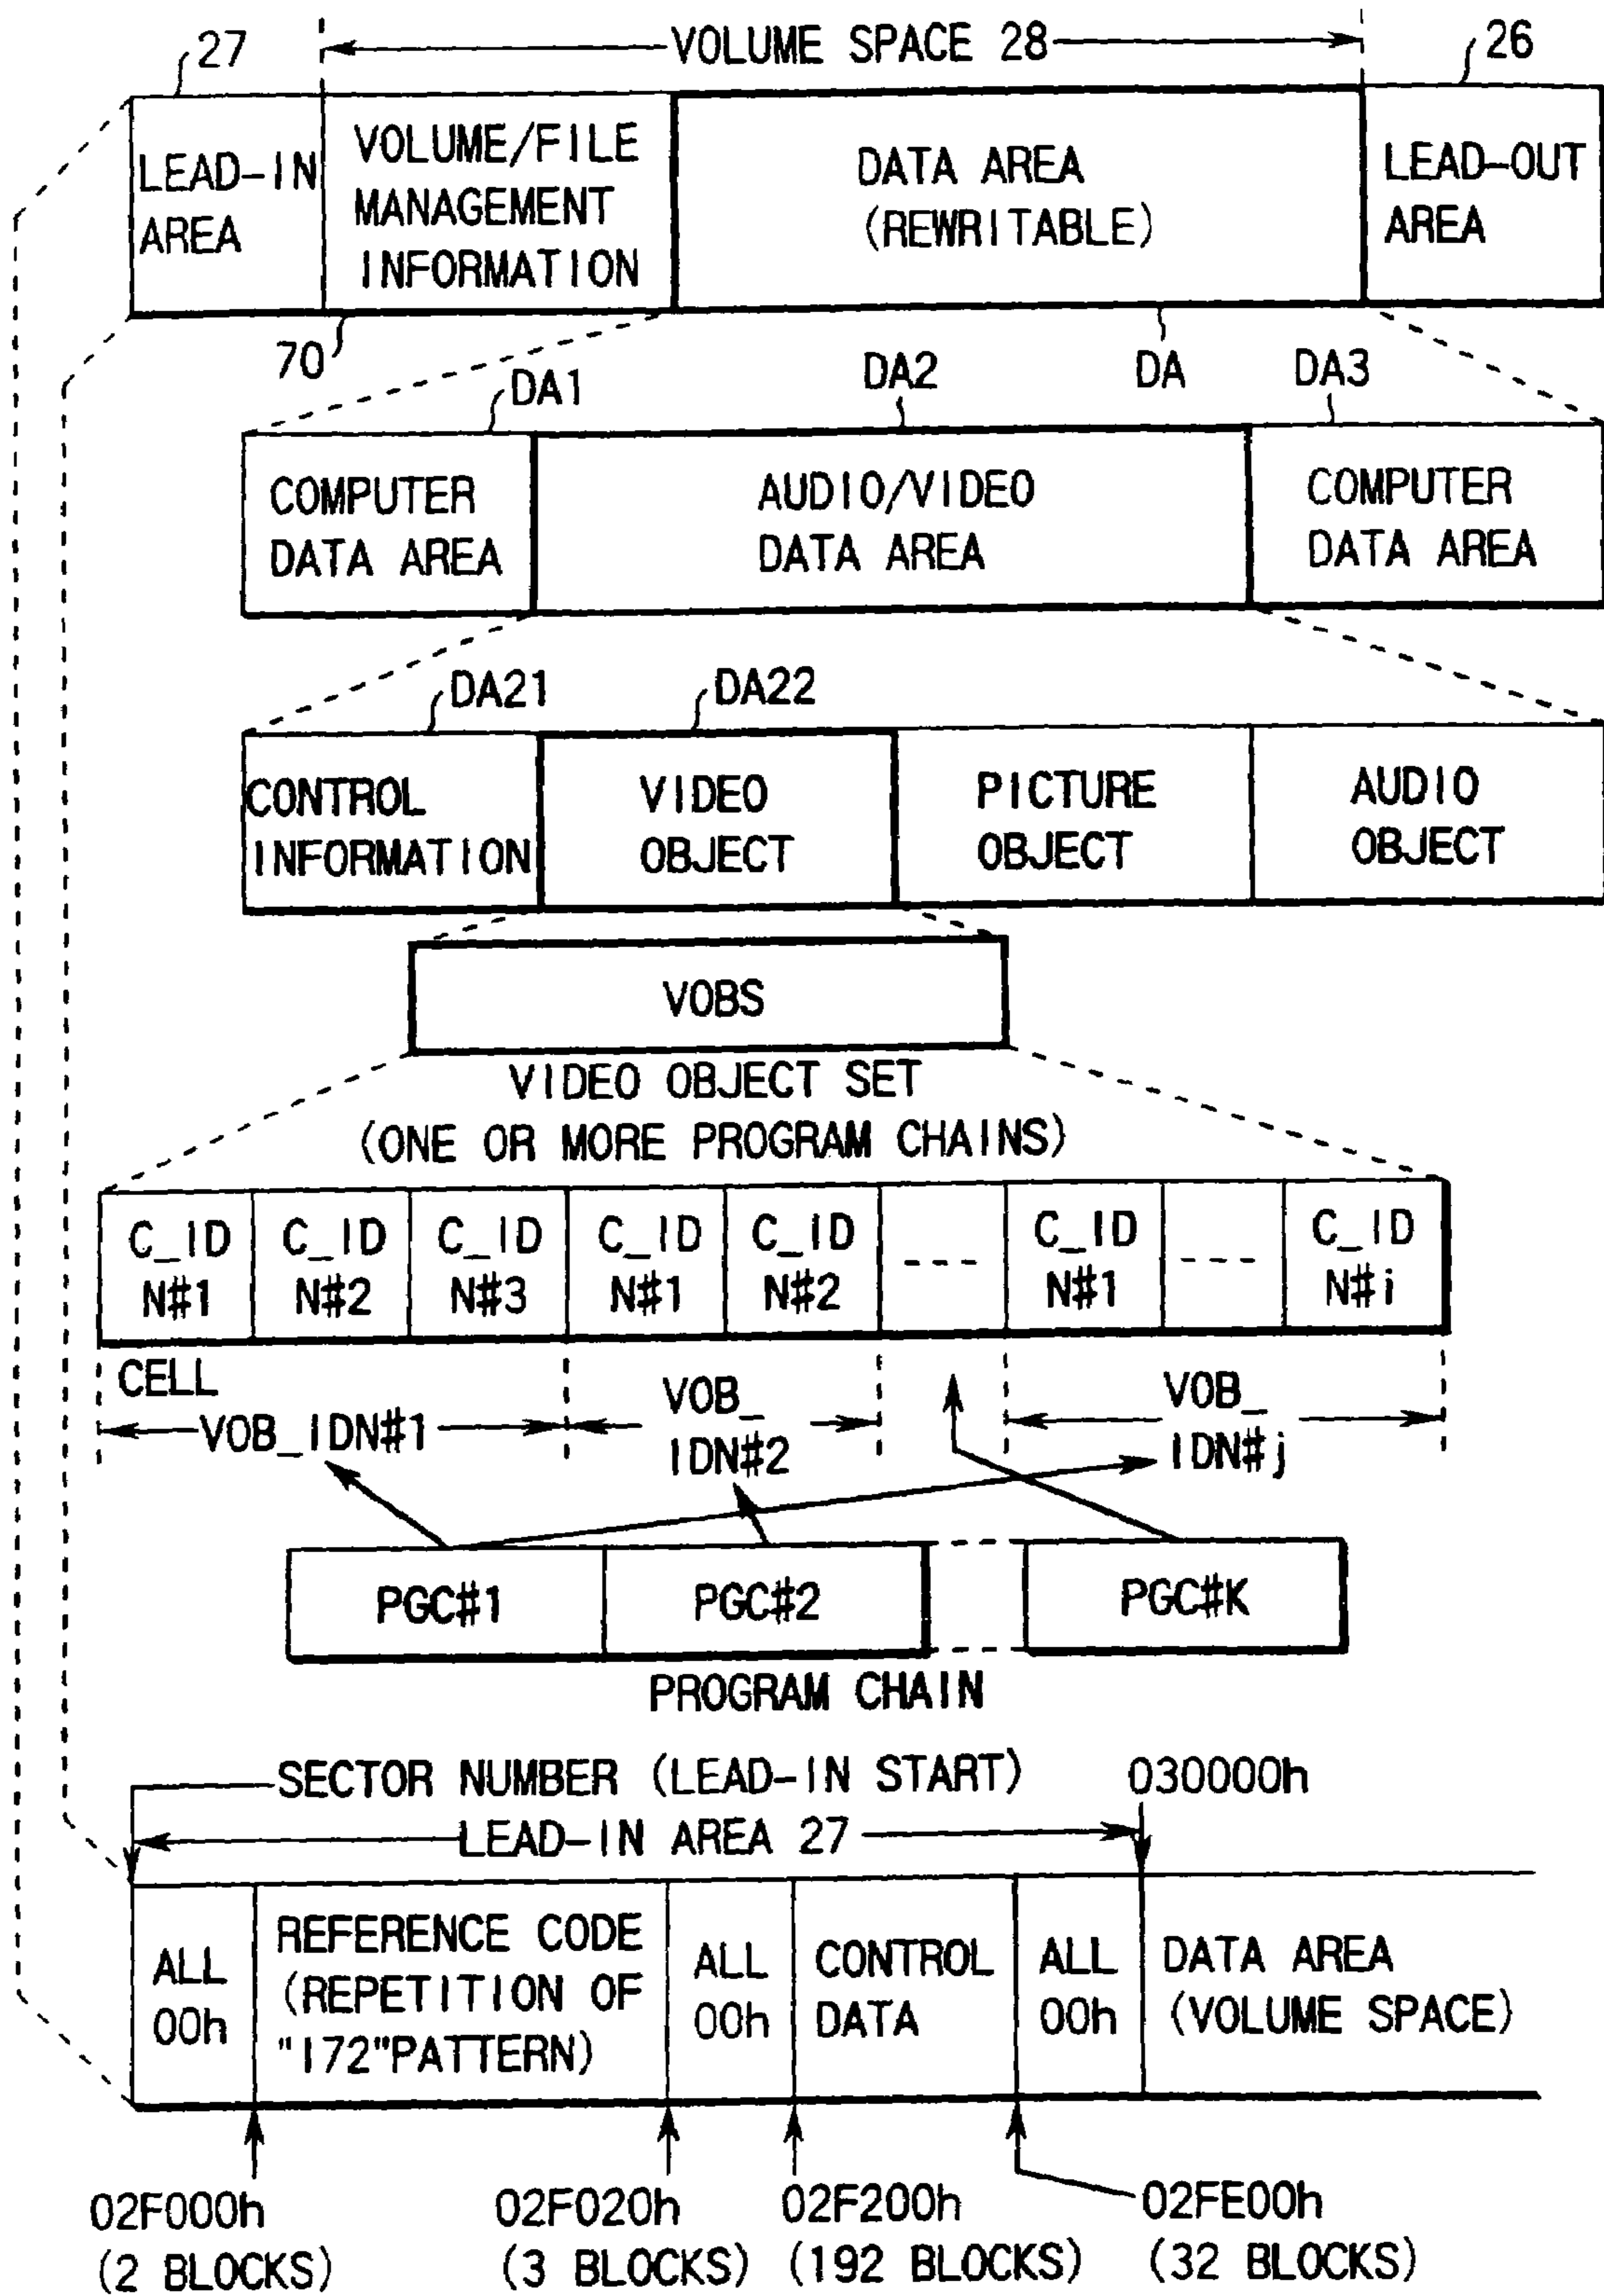 27
VOLUME SPACE 28
26
LEAD-IN
AREA
VOLUME/FILE
MANAGEMENT
INFORMATION
DATA AREA
(REWRITABLE)
LEAD-OUT
AREA
70
DA1
DA2
DA
DA3
COMPUTER
DATA AREA
AUDIO/VIDEO
DATA AREA
COMPUTER
DATA AREA
DA21
DA22
CONTROL
INFORMATION
VIDEO
OBJECT
PICTURE
OBJECT
AUDIO
OBJECT
VOBS
VIDEO OBJECT SET
(ONE OR MORE PROGRAM CHAINS)
C_ID
N#1
C_ID
N#2
C_ID
N#3
C_ID
N#1
C_ID
N#2
----
C_ID
N#1
----
C_ID
N#i
CELL
VOB_IDN#1
VOB_
IDN#2
VOB_
IDN#j
PGC#1
PGC#2
PGC#K
PROGRAM CHAIN
SECTOR NUMBER (LEAD-IN START)
030000h
LEAD-IN AREA 27
ALL
00h
REFERENCE CODE
(REPETITION OF
"172"PATTERN)
ALL
00h
CONTROL
DATA
ALL
00h
DATA AREA
(VOLUME SPACE)
02F000h
(2 BLOCKS)
02F020h
(3 BLOCKS)
02F200h
(192 BLOCKS)
02FE00h
(32 BLOCKS)